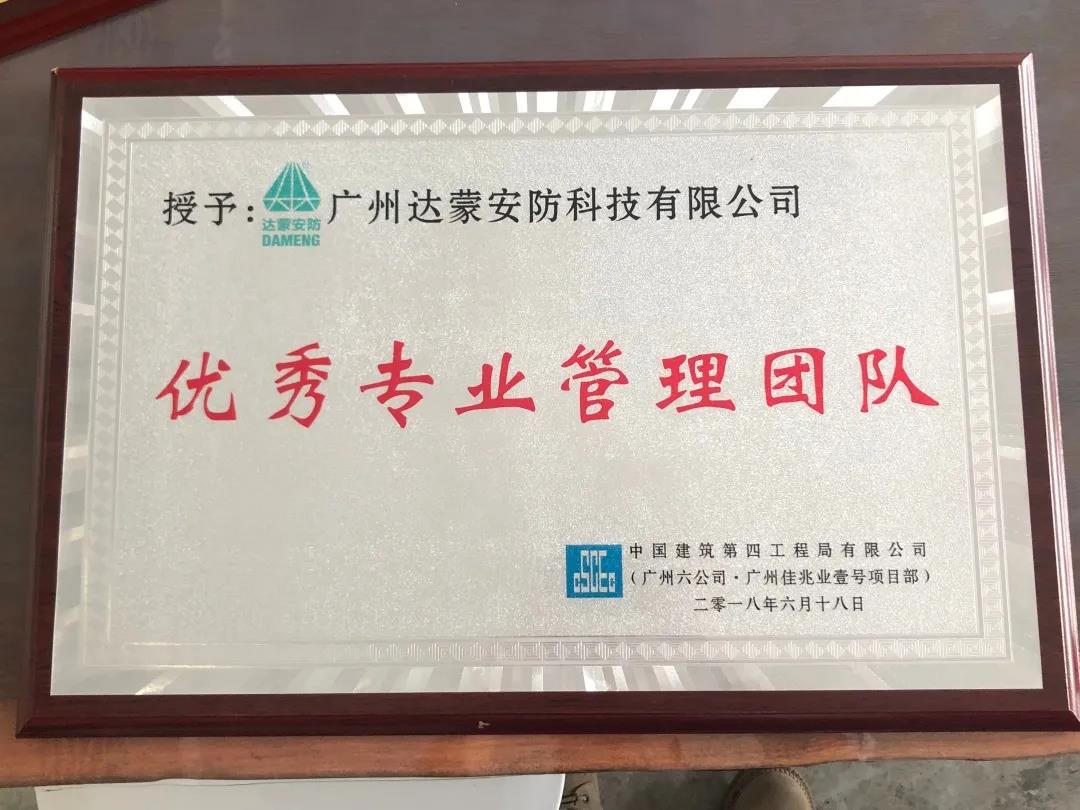 授予：达蒙安防 DAMENG 广州达蒙安防科技有限公司
优秀专业管理团队
CSCEC 中国建筑第四工程局有限公司
（广州六公司·广州佳兆业壹号项目部）
二零一八年六月十八日